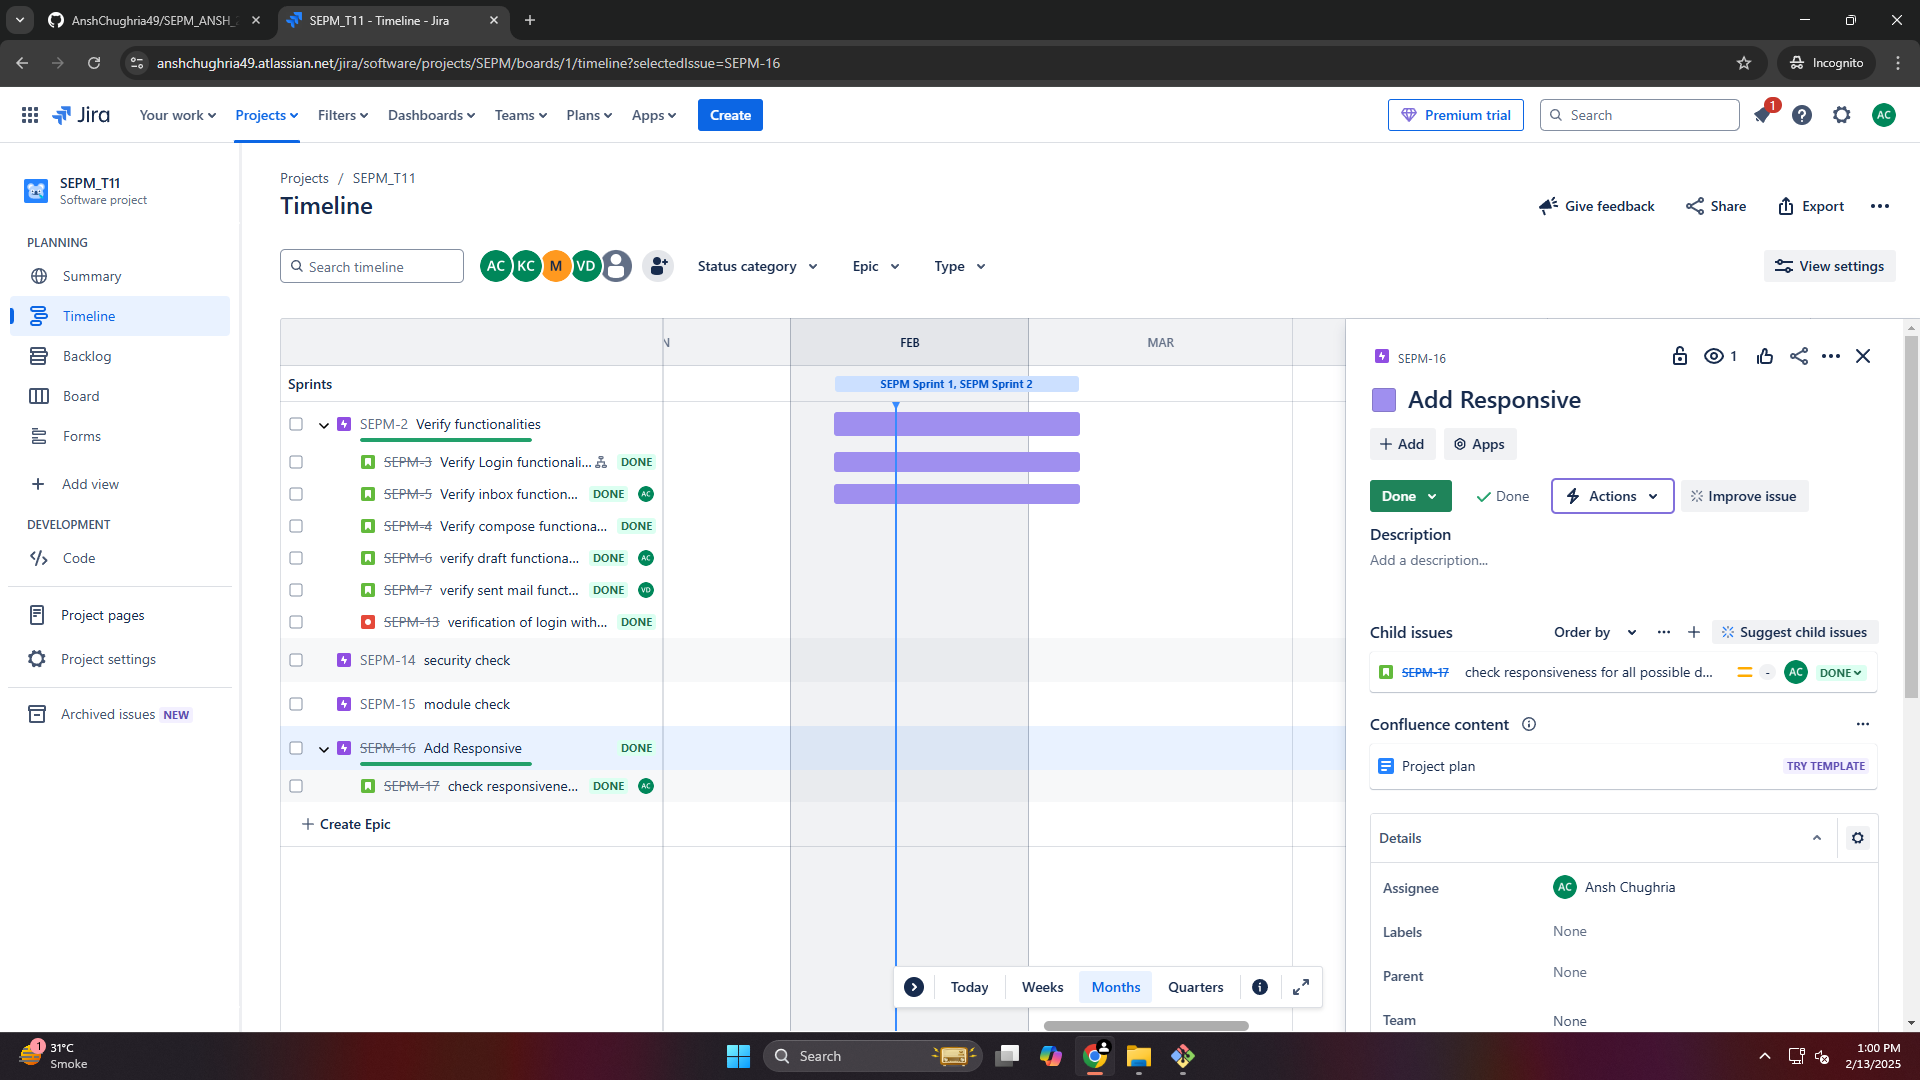 AnshChughria49/SEPM_ANSH_
SEPM_T11 - Timeline - Jira
anshchughria49.atlassian.net/jira/software/projects/SEPM/boards/1/timeline?selectedIssue=SEPM-16
Incognito
Jira
Your work
Projects
Filters
Dashboards
Teams
Plans
Apps
Create
Premium trial
Search
1
AC
SEPM_T11
Software project
PLANNING
Summary
Timeline
Backlog
Board
Forms
Add view
DEVELOPMENT
Code
Project pages
Project settings
Archived issues NEW
Projects / SEPM_T11
Timeline
Give feedback
Share
Export
Search timeline
AC KC M VD
Status category
Epic
Type
View settings
N
FEB
MAR
Sprints
SEPM Sprint 1, SEPM Sprint 2
SEPM-2 Verify functionalities
SEPM-3 Verify Login functionali... DONE
SEPM-5 Verify inbox function... DONE AC
SEPM-4 Verify compose functiona... DONE
SEPM-6 verify draft functiona... DONE AC
SEPM-7 verify sent mail funct... DONE VD
SEPM-13 verification of login with... DONE
SEPM-14 security check
SEPM-15 module check
SEPM-16 Add Responsive DONE
SEPM-17 check responsivene... DONE AC
+ Create Epic
Today
Weeks
Months
Quarters
SEPM-16
1
Add Responsive
+ Add
Apps
Done
Done
Actions
Improve issue
Description
Add a description...
Child issues
Order by
Suggest child issues
SEPM-17 check responsiveness for all possible d... - AC DONE
Confluence content
Project plan
TRY TEMPLATE
Details
Assignee
AC Ansh Chughria
Labels
None
Parent
None
Team
None
1
31°C
Smoke
Search
1:00 PM
2/13/2025